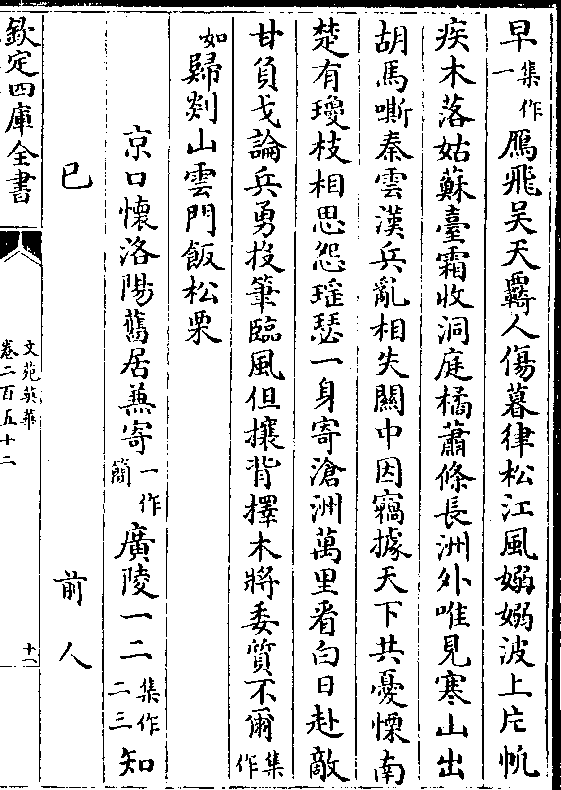 早集作一鴈飛吳天覉人傷暮律松江風嫋嫋波上片帆
疾木落姑蘇臺霜收洞庭橘蕭條長洲外唯見寒山出
胡馬嘶秦雲漢兵亂相失關中因竊據天下共憂慄南
楚有瓊枝相思怨瑶瑟一身寄滄洲萬里看白日赴敵
甘負戈論兵勇投筆臨風但攘背擇木將委質不爾集作
如歸剡山雲門飯松栗
京口懷洛陽舊居兼寄一作簡廣陵一二集作二三知
已 前人
欽定四庫全書
文苑英華
卷二百五十二
十一